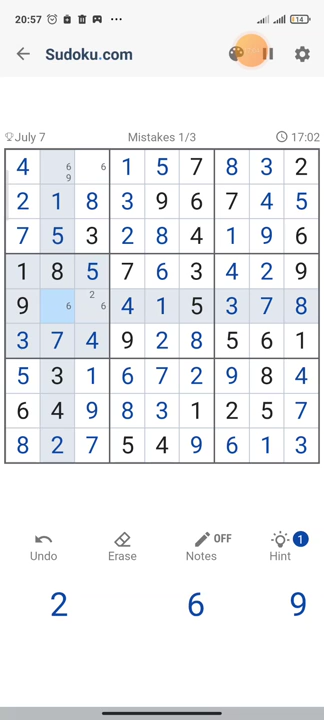 20:57 14
Sudoku.com
July 7 Mistakes 1/3 17:02
4 6 9 6 1 5 7 8 3 2
2 1 8 3 9 6 7 4 5
7 5 3 2 8 4 1 9 6
1 8 5 7 6 3 4 2 9
9 6 2 6 4 1 5 3 7 8
3 7 4 9 2 8 5 6 1
5 3 1 6 7 2 9 8 4
6 4 9 8 3 1 2 5 7
8 2 7 5 4 9 6 1 3
OFF 1
Undo Erase Notes Hint
2 6 9